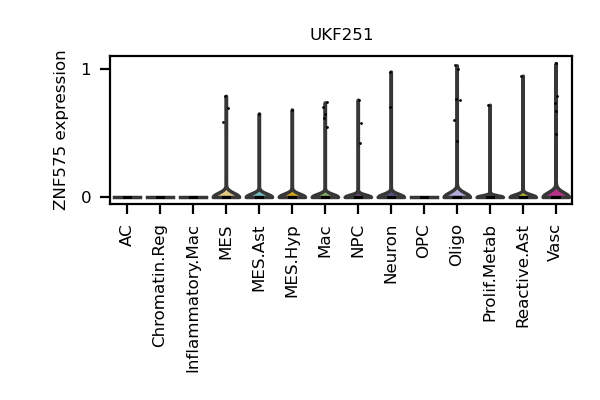 UKF251
ZNF575 expression
1
0
AC
Chromatin.Reg
Inflammatory.Mac
MES
MES.Ast
MES.Hyp
Mac
NPC
Neuron
OPC
Oligo
Prolif.Metab
Reactive.Ast
Vasc